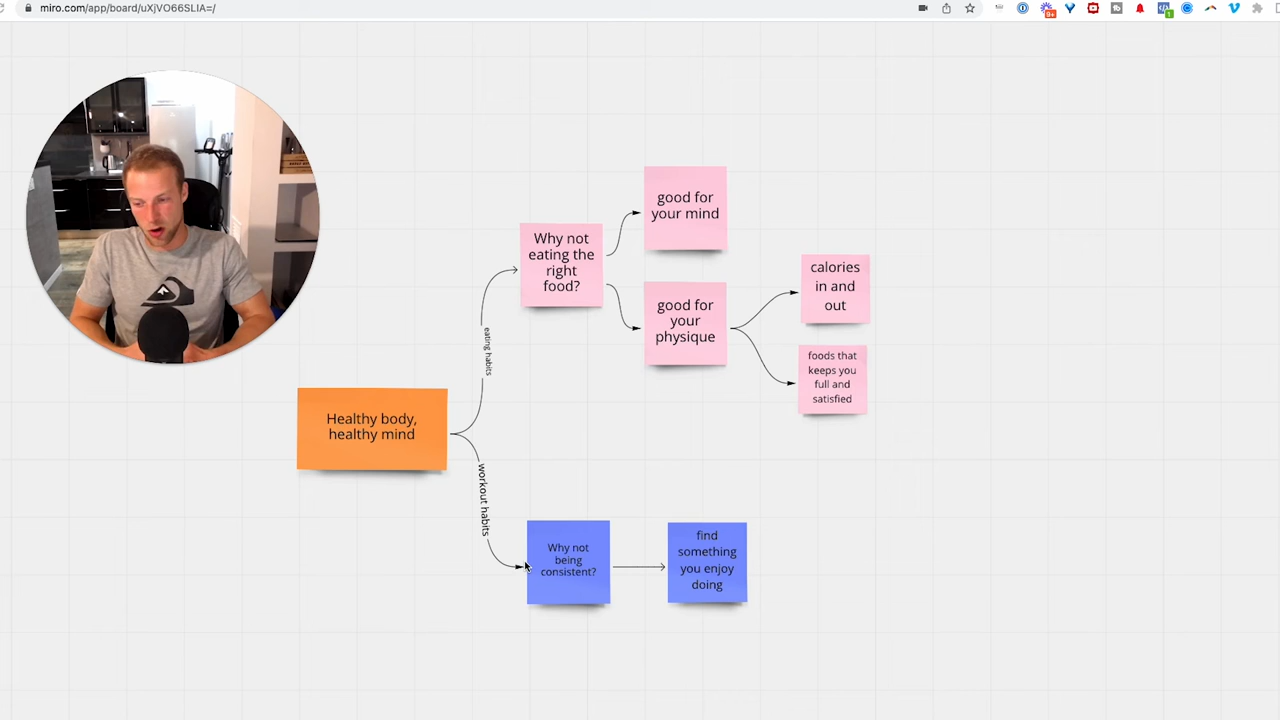 miro.com/app/board/uXjVO66SLIA=/
9+
1
good for
your mind
Why not
eating the
right
food?
calories
in and
out
good for
your
physique
eating habits
foods that
keeps you
full and
satisfied
Healthy body,
healthy mind
workout habits
Why not
being
consistent?
find
something
you enjoy
doing